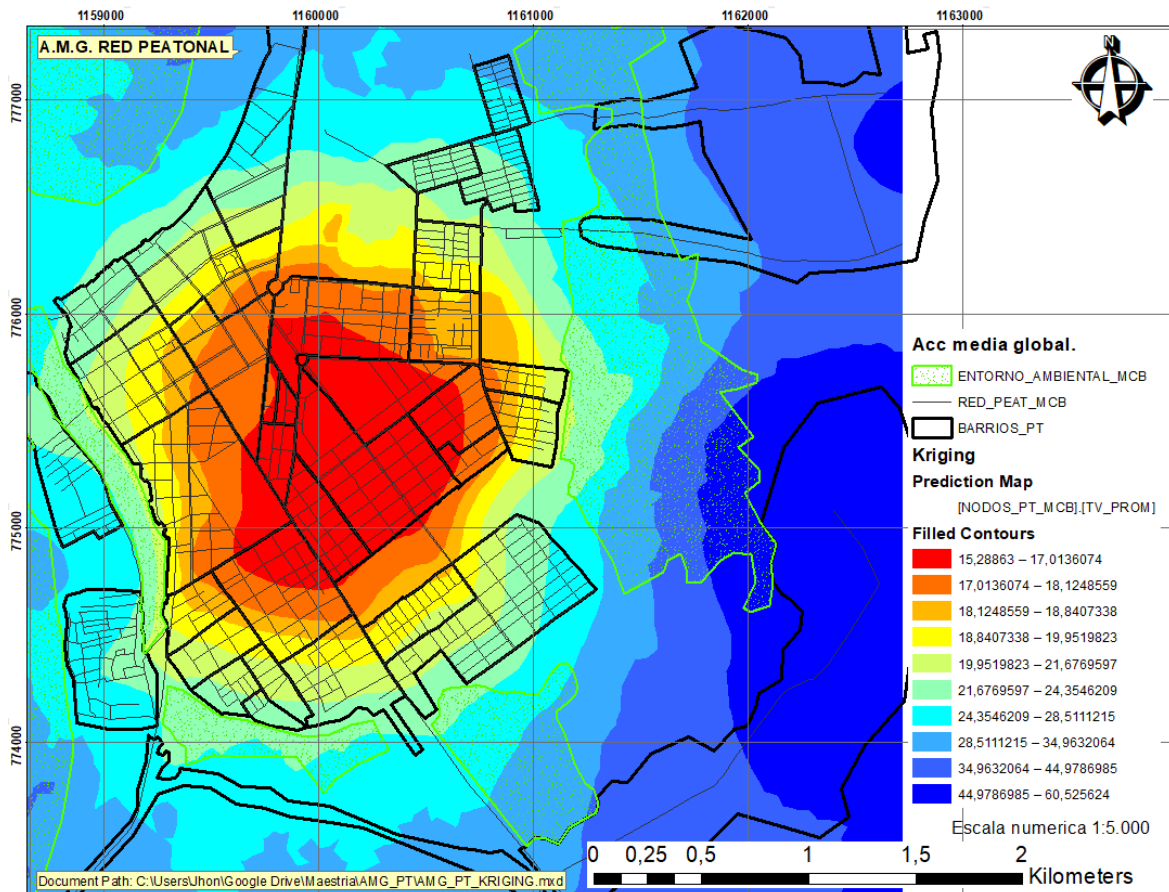 1159000 1160000 1161000 1162000 1163000
A.M.G. RED PEATONAL
N
777000
776000
775000
774000
Acc media global.
ENTORNO_AMBIENTAL_MCB
RED_PEAT_MCB
BARRIOS_PT
Kriging
Prediction Map
[NODOS_PT_MCB].[TV_PROM]
Filled Contours
15,28863 – 17,0136074
17,0136074 – 18,1248559
18,1248559 – 18,8407338
18,8407338 – 19,9519823
19,9519823 – 21,6769597
21,6769597 – 24,3546209
24,3546209 – 28,5111215
28,5111215 – 34,9632064
34,9632064 – 44,9786985
44,9786985 – 60,525624
Escala numerica 1:5.000
0 0,25 0,5 1 1,5 2
Kilometers
Document Path: C:\Users\Jhon\Google Drive\Maestria\AMG_PT\AMG_PT_KRIGING.mxd